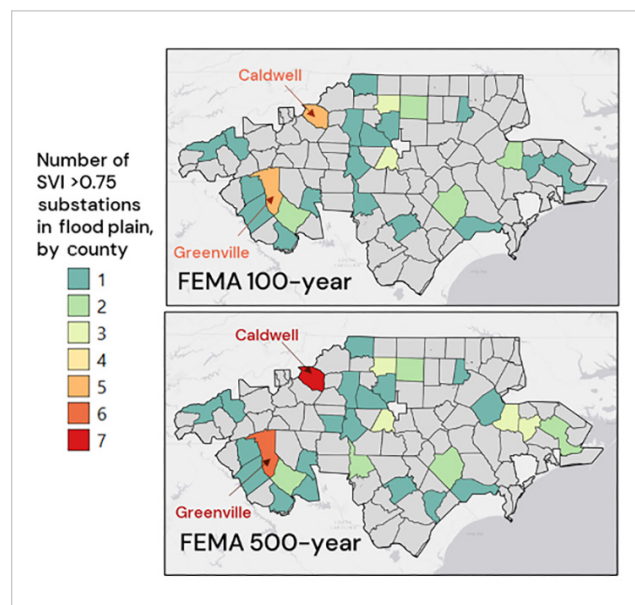 Caldwell
Number of
SVI >0.75
substations
in flood plain,
by county
1
2
3
4
5
6
7
Greenville
FEMA 100-year
Caldwell
Greenville
FEMA 500-year